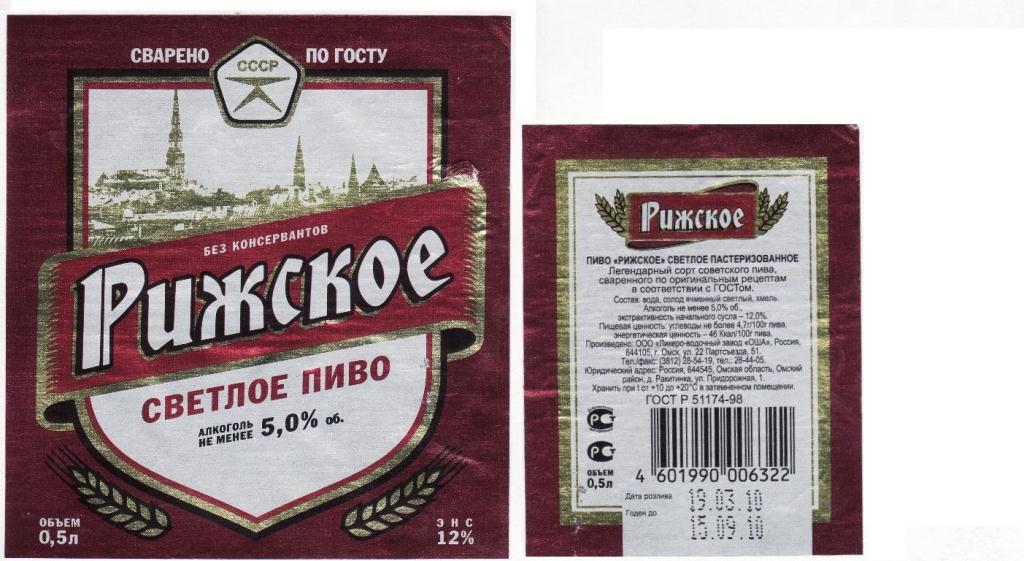 СВАРЕНО ПО ГОСТУ
СССР
БЕЗ КОНСЕРВАНТОВ
Рижское
СВЕТЛОЕ ПИВО
АЛКОГОЛЬ
НЕ МЕНЕЕ 5,0% об.
ОБЪЕМ
0,5л
ЭНС
12%
Рижское
ПИВО «РИЖСКОЕ» СВЕТЛОЕ ПАСТЕРИЗОВАННОЕ
Легендарный сорт советского пива,
сваренного по оригинальным рецептам
в соответствии с ГОСТом.
Состав: вода, солод ячменный светлый, хмель.
Алкоголь не менее 5,0% об.,
экстрактивность начального сусла – 12,0%.
Пищевая ценность: углеводы не более 4,7г/100г пива,
энергетическая ценность – 46 Ккал/100г пива.
Произведено: ООО «Ликеро-водочный завод «ОША», Россия,
644105, г. Омск, ул. 22 Партсъезда, 51.
Тел./факс: (3812) 28-54-19, тел.: 28-44-05.
Юридический адрес: Россия, 644545, Омская область, Омский
район, д. Ракитинка, ул. Придорожная, 1.
Хранить при t от +10 до +20°С в затемненном помещении.
ГОСТ Р 51174-98
ОБЪЕМ
0,5л
4 601990 006322
Дата розлива 19.03.10
Годен до 15.09.10